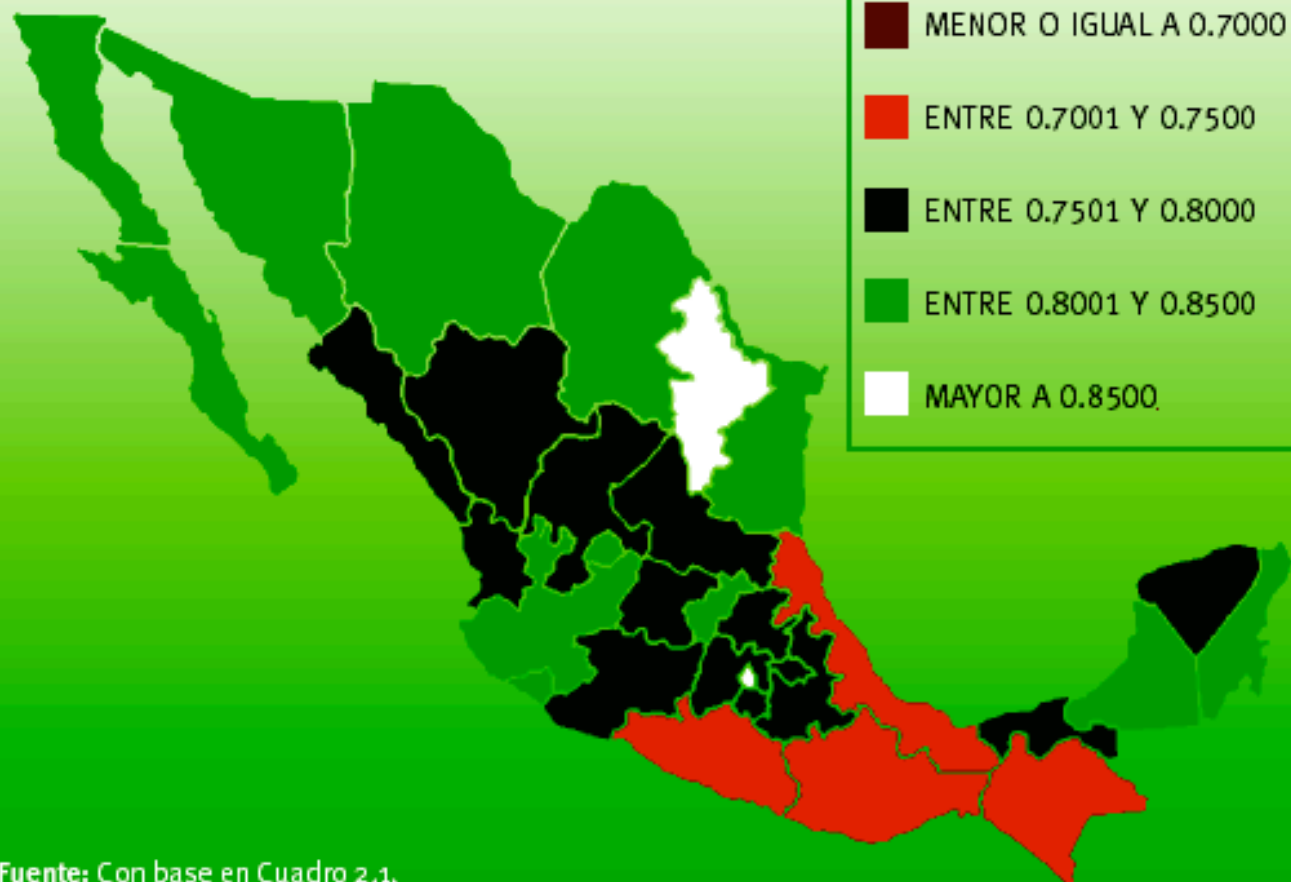 MENOR O IGUAL A 0.7000
ENTRE 0.7001 Y 0.7500
ENTRE 0.7501 Y 0.8000
ENTRE 0.8001 Y 0.8500
MAYOR A 0.8500.
Fuente: Con base en Cuadro 2.1.